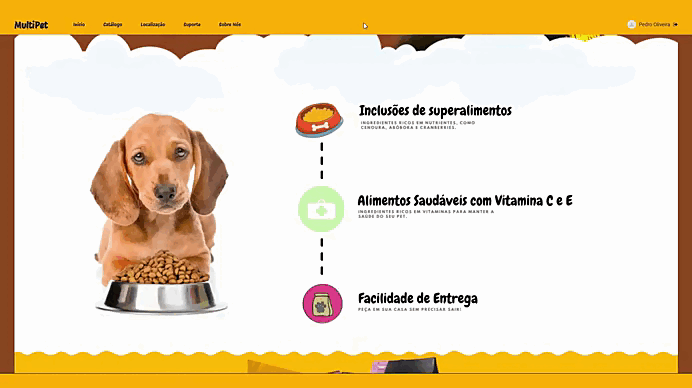 MultiPet
Início
Catálogo
Localização
Suporte
Sobre Nós
Pedro Oliveira
Inclusões de superalimentos
INGREDIENTES RICOS EM NUTRIENTES, COMO
CENOURA, ABÓBORA E CRANBERRIES.
Alimentos Saudáveis com Vitamina C e E
INGREDIENTES RICOS EM VITAMINAS PARA MANTER A
SAÚDE DO SEU PET.
Facilidade de Entrega
PEÇA EM SUA CASA SEM PRECISAR SAIR!